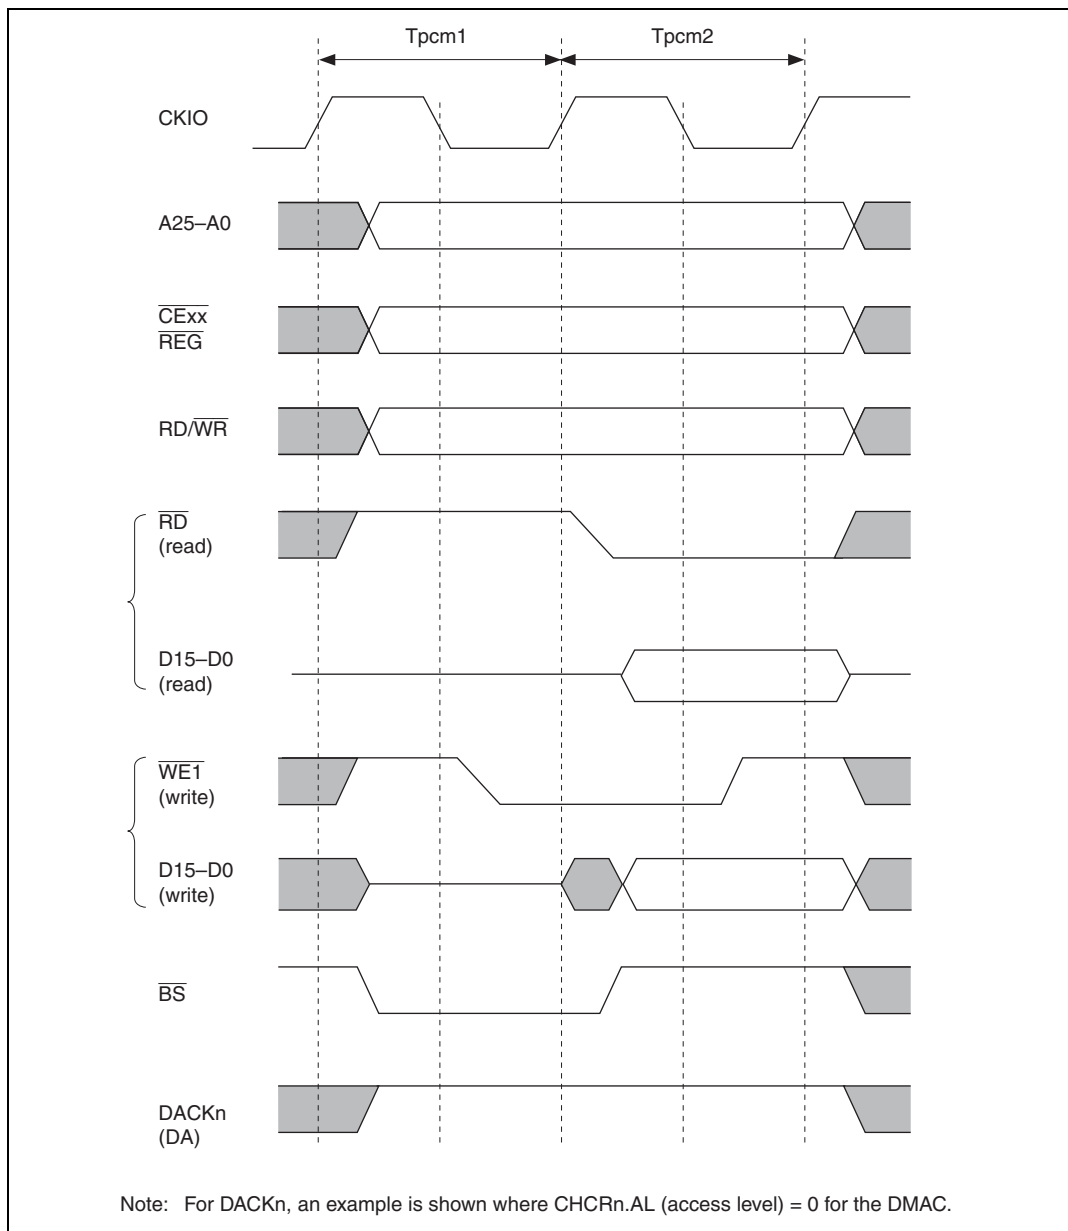 Tpcm1 Tpcm2
CKIO
A25–A0
CExx
REG
RD/WR
RD
(read)
D15–D0
(read)
WE1
(write)
D15–D0
(write)
BS
DACKn
(DA)
Note: For DACKn, an example is shown where CHCRn.AL (access level) = 0 for the DMAC.